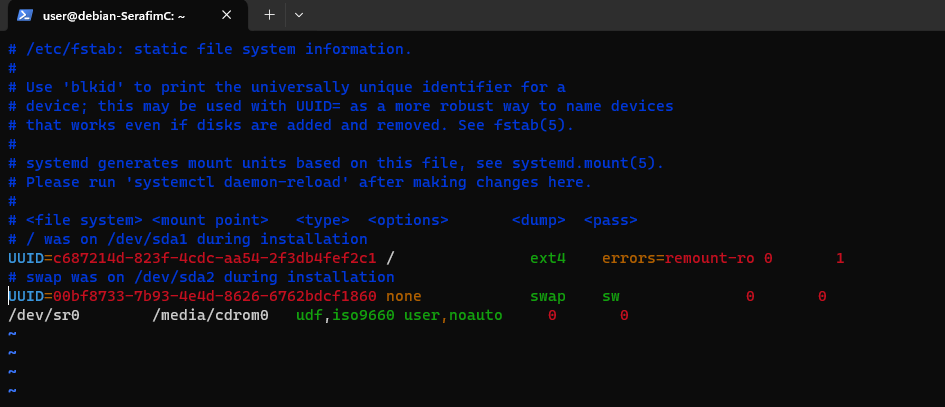 user@debian-SerafimC: ~
# /etc/fstab: static file system information.
#
# Use 'blkid' to print the universally unique identifier for a
# device; this may be used with UUID= as a more robust way to name devices
# that works even if disks are added and removed. See fstab(5).
#
# systemd generates mount units based on this file, see systemd.mount(5).
# Please run 'systemctl daemon-reload' after making changes here.
#
# <file system> <mount point>   <type>  <options>       <dump>  <pass>
# / was on /dev/sda1 during installation
UUID=c687214d-823f-4cdc-aa54-2f3db4fef2c1 /               ext4    errors=remount-ro 0       1
# swap was on /dev/sda2 during installation
UUID=00bf8733-7b93-4e4d-8626-6762bdcf1860 none            swap    sw              0       0
/dev/sr0        /media/cdrom0   udf,iso9660 user,noauto     0       0
~
~
~
~